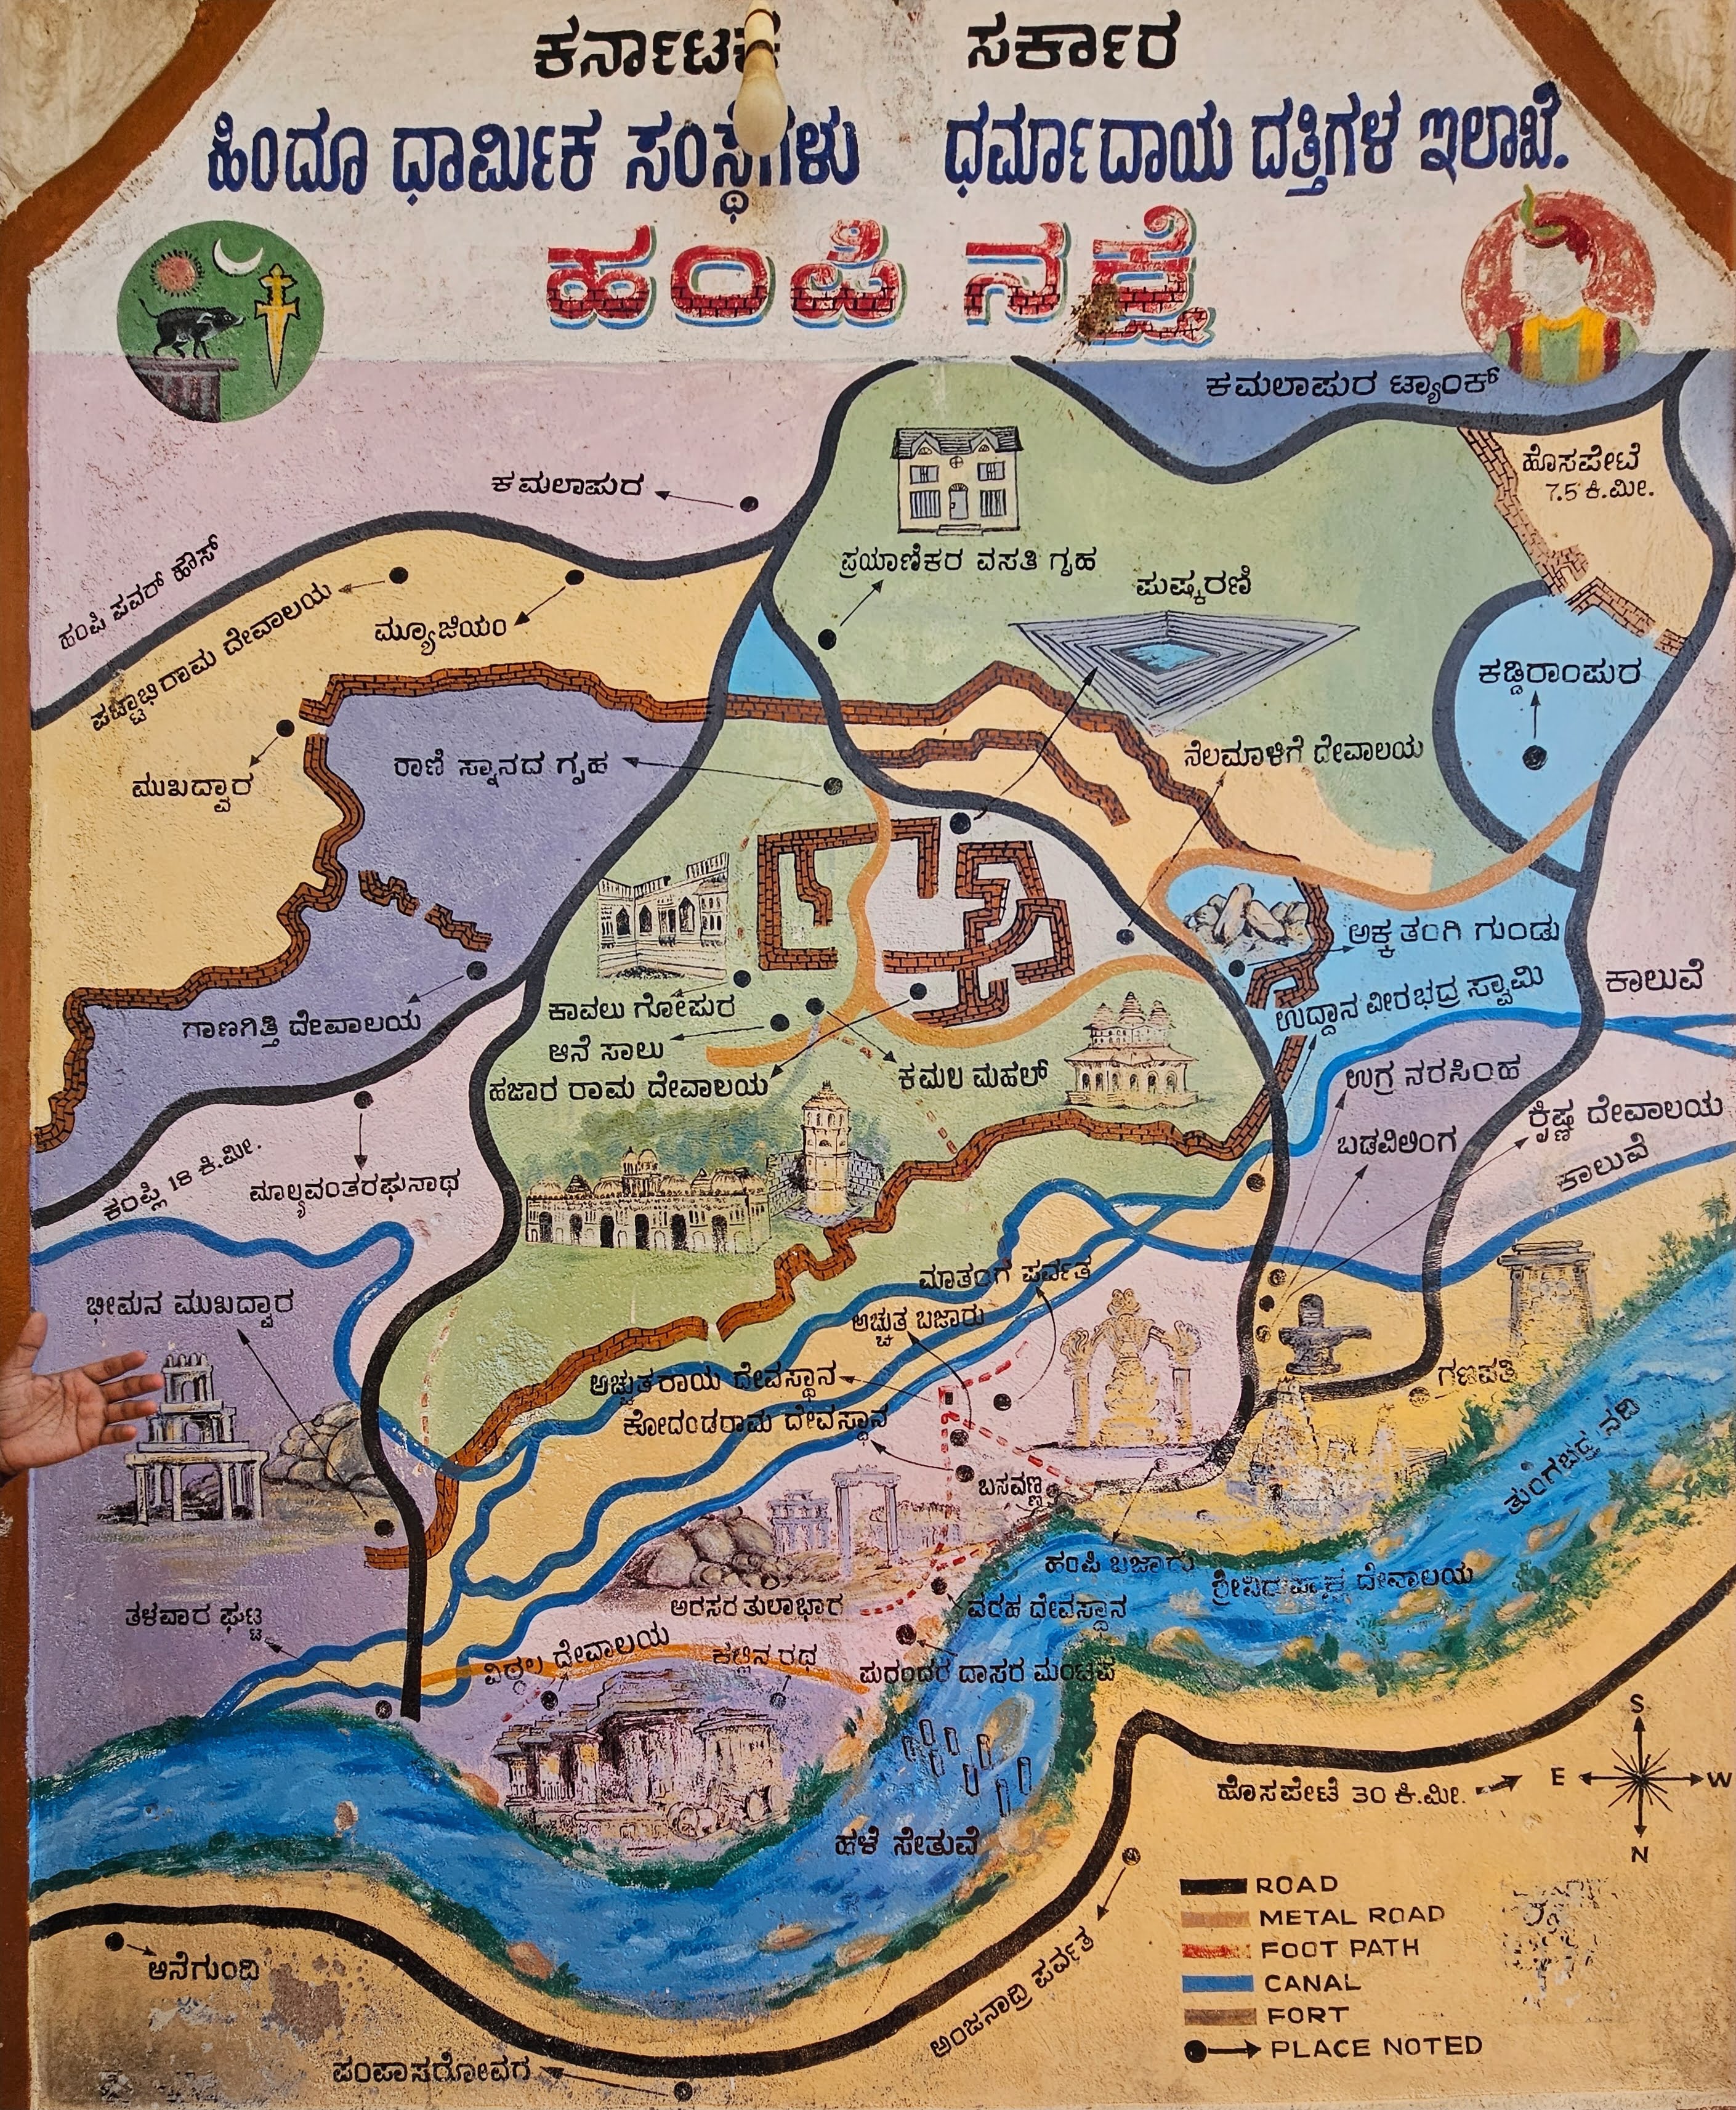 ಕರ್ನಾಟಕ ಸರ್ಕಾರ
ಹಿಂದೂ ಧಾರ್ಮಿಕ ಸಂಸ್ಥೆಗಳು ಧರ್ಮಾದಾಯ ದತ್ತಿಗಳ ಇಲಾಖೆ.
ಹಂಪಿ ನಕ್ಷೆ
ಕಮಲಾಪುರ ಟ್ಯಾಂಕ್
ಹೊಸಪೇಟೆ
7.5 ಕಿ.ಮೀ.
ಕಮಲಾಪುರ
ಹಂಪಿ ಪವರ್ ಹೌಸ್
ಪಟ್ಟಾಭಿರಾಮ ದೇವಾಲಯ
ಮ್ಯೂಜಿಯಂ
ಪ್ರಯಾಣಿಕರ ವಸತಿ ಗೃಹ
ಪುಷ್ಕರಣಿ
ಕಡ್ಡಿರಾಂಪುರ
ಮುಖದ್ವಾರ
ರಾಣಿ ಸ್ನಾನದ ಗೃಹ
ನೆಲಮಾಳಿಗೆ ದೇವಾಲಯ
ಅಕ್ಕ ತಂಗಿ ಗುಂಡು
ಕಾಲುವೆ
ಗಾಣಗಿತ್ತಿ ದೇವಾಲಯ
ಕಾವಲು ಗೋಪುರ
ಆನೆ ಸಾಲು
ಹಜಾರ ರಾಮ ದೇವಾಲಯ
ಕಮಲ ಮಹಲ್
ಉದ್ದಾನ ವೀರಭದ್ರ ಸ್ವಾಮಿ
ಉಗ್ರ ನರಸಿಂಹ
ಬಡವಿಲಿಂಗ
ಕ್ರಿಷ್ಣ ದೇವಾಲಯ
ಕಾಲುವೆ
ಕಂಪ್ಲಿ 18 ಕಿ.ಮೀ.
ಮಾಲ್ಯವಂತರಘುನಾಥ
ಭೀಮನ ಮುಖದ್ವಾರ
ಮಾತಂಗ ಪರ್ವತ
ಅಚ್ಚುತ ಬಜಾರು
ಅಚ್ಚುತರಾಯ ದೇವಸ್ಥಾನ
ಕೋದಂಡರಾಮ ದೇವಸ್ಥಾನ
ಬಸವಣ್ಣ
ಗಣಪತಿ
ತುಂಗಭದ್ರ ನದಿ
ಹಂಪಿ ಬಜಾರು
ದೇವಾಲಯ
ತಳವಾರ ಘಟ್ಟ
ಅರಸರ ತುಲಾಭಾರ
ವರಹ ದೇವಸ್ಥಾನ
ವಿಠ್ಠಲ ದೇವಾಲಯ
ಕಲ್ಲಿನ ರಥ
ಪುರಂದರ ದಾಸರ ಮಂಟಪ
ಹಳೆ ಸೇತುವೆ
ಹೊಸಪೇಟೆ 30 ಕಿ.ಮೀ.
S
E W
N
ಆನೆಗುಂದಿ
ಅಂಜನಾದ್ರಿ ಪರ್ವತ
ಪಂಪಾಸರೋವರ
ROAD
METAL ROAD
FOOT PATH
CANAL
FORT
PLACE NOTED